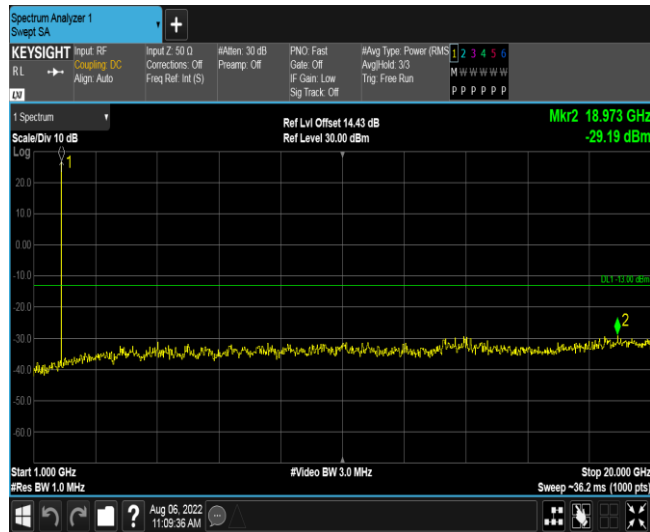 Spectrum Analyzer 1
Swept SA
+
KEYSIGHT
RL
LXI
Input: RF
Coupling: DC
Align: Auto
Input Z: 50 Ω
Corrections: Off
Freq Ref: Int (S)
#Atten: 30 dB
Preamp: Off
PNO: Fast
Gate: Off
IF Gain: Low
Sig Track: Off
#Avg Type: Power (RMS
Avg|Hold: 3/3
Trig: Free Run
1 2 3 4 5 6
M W W W W W
P P P P P P
1 Spectrum
Scale/Div 10 dB
Log
Ref Lvl Offset 14.43 dB
Ref Level 30.00 dBm
Mkr2 18.973 GHz
-29.19 dBm
1
20.0
10.0
0.00
-10.0
DL1 -13.00 dBm
2
-20.0
-30.0
-40.0
-50.0
-60.0
Start 1.000 GHz
#Res BW 1.0 MHz
#Video BW 3.0 MHz
Stop 20.000 GHz
Sweep ~36.2 ms (1000 pts)
?
Aug 06, 2022
11:09:36 AM